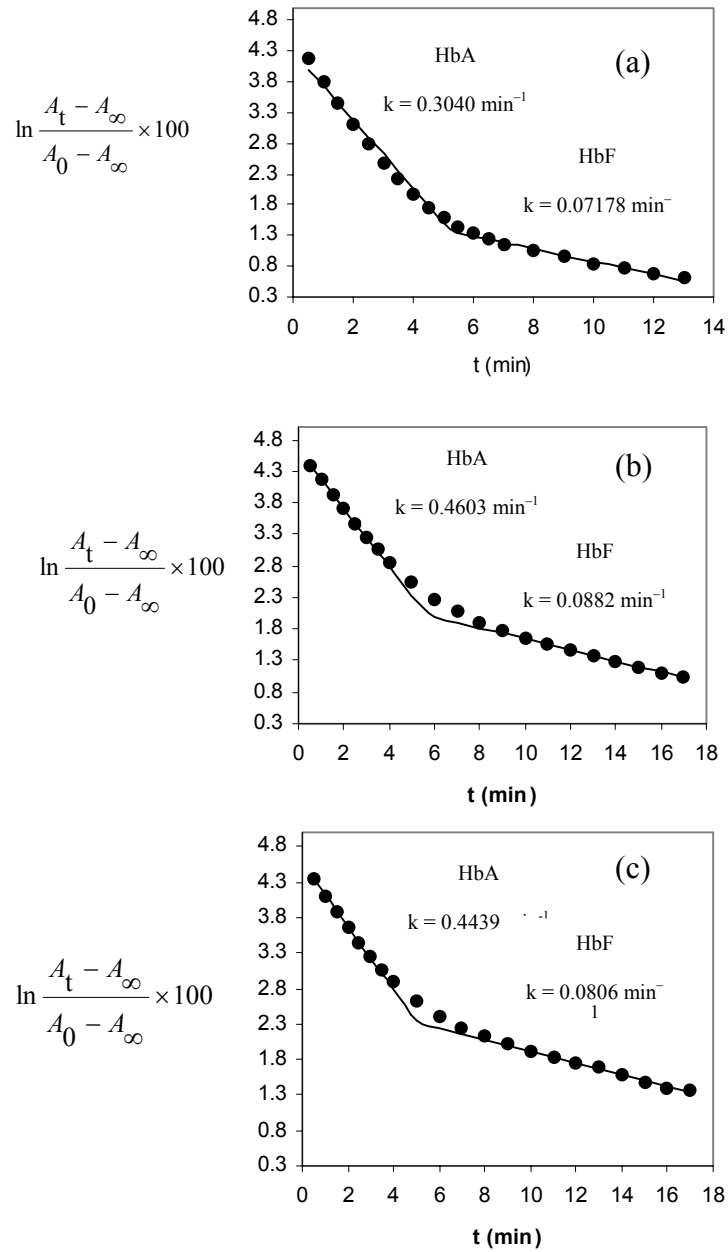 4.8
4.3
3.8
3.3
2.8
2.3
1.8
1.3
0.8
0.3
ln (A_t − A_∞)/(A_0 − A_∞) × 100
HbA
k = 0.3040 min⁻¹
(a)
HbF
k = 0.07178 min⁻
0 2 4 6 8 10 12 14
t (min)
4.8
4.3
3.8
3.3
2.8
2.3
1.8
1.3
0.8
0.3
ln (A_t − A_∞)/(A_0 − A_∞) × 100
HbA
k = 0.4603 min⁻¹
(b)
HbF
k = 0.0882 min⁻¹
0 2 4 6 8 10 12 14 16 18
t (min)
4.8
4.3
3.8
3.3
2.8
2.3
1.8
1.3
0.8
0.3
ln (A_t − A_∞)/(A_0 − A_∞) × 100
HbA
k = 0.4439 ⁻¹
(c)
HbF
k = 0.0806 min⁻
1
0 2 4 6 8 10 12 14 16 18
t (min)